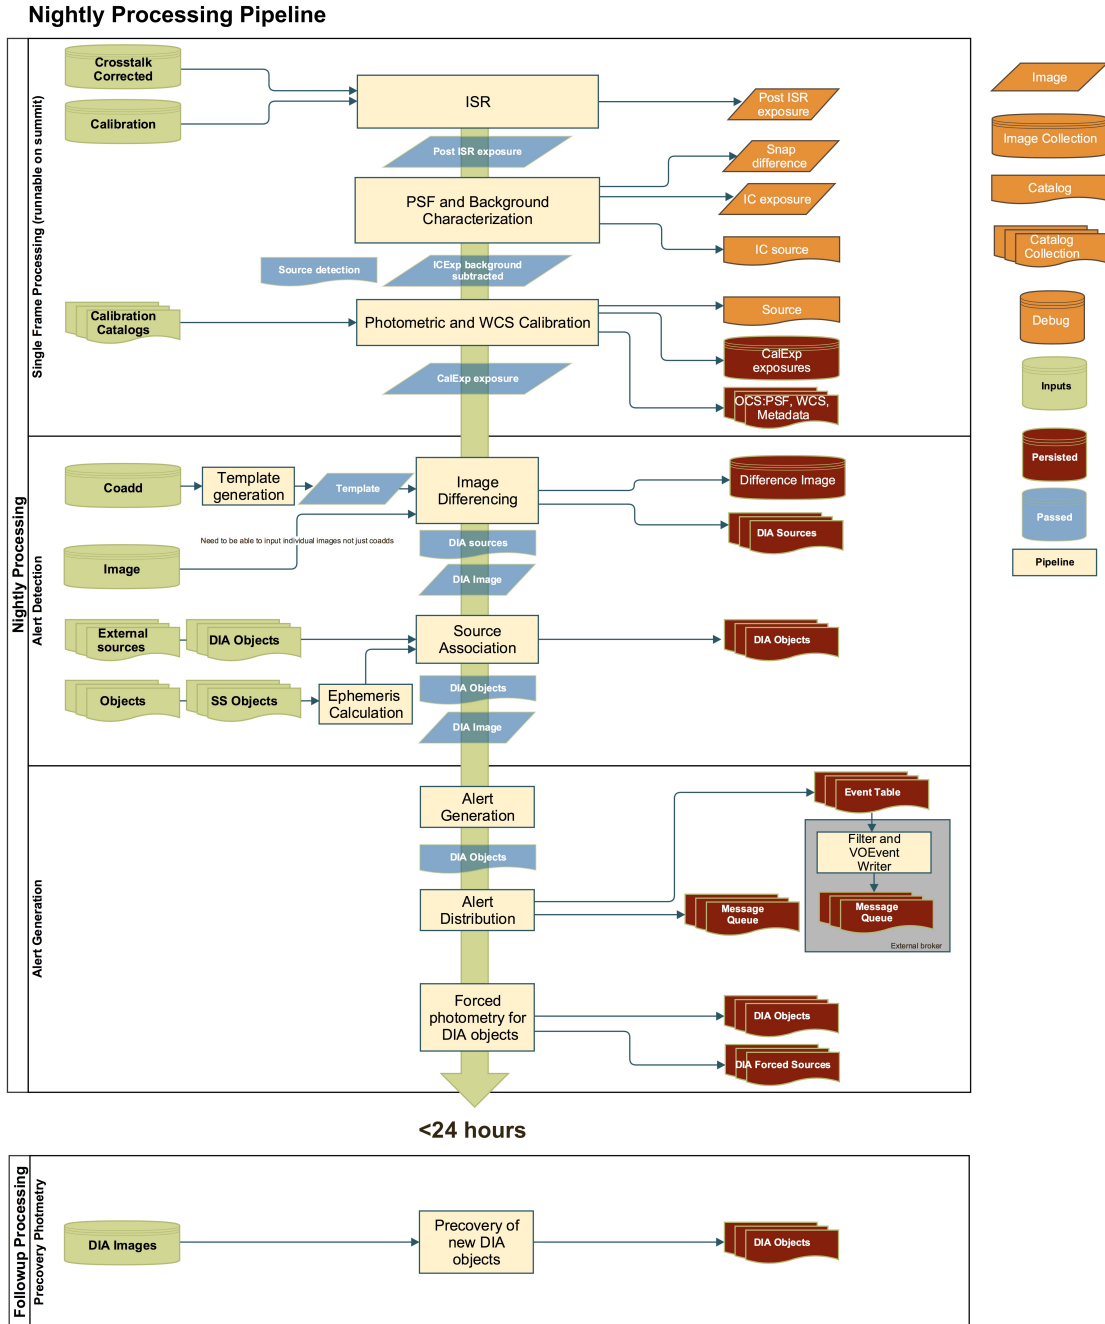 Nightly Processing Pipeline
Nightly Processing
Single Frame Processing (runnable on summit)
Crosstalk
Corrected
Calibration
ISR
Post ISR
exposure
Post ISR exposure
Snap
difference
PSF and Background
Characterization
IC exposure
IC source
Source detection
ICExp background
subtracted
Calibration
Catalogs
Photometric and WCS Calibration
Source
CalExp
exposures
CalExp exposure
OCS:PSF, WCS,
Metadata
Image
Image Collection
Catalog
Catalog
Collection
Debug
Inputs
Persisted
Passed
Pipeline
Alert Detection
Coadd
Template
generation
Template
Image
Differencing
Difference Image
DIA Sources
Need to be able to input individual images not just coadds
Image
DIA sources
DIA Image
External
sources
DIA Objects
Source
Association
DIA Objects
Objects
SS Objects
Ephemeris
Calculation
DIA Objects
DIA Image
Alert Generation
Alert
Generation
Event Table
Filter and
VOEvent
Writer
DIA Objects
Alert
Distribution
Message
Queue
Message
Queue
External broker
Forced
photometry for
DIA objects
DIA Objects
DIA Forced Sources
<24 hours
Followup Processing
Precovery Photmetry
DIA Images
Precovery of
new DIA
objects
DIA Objects